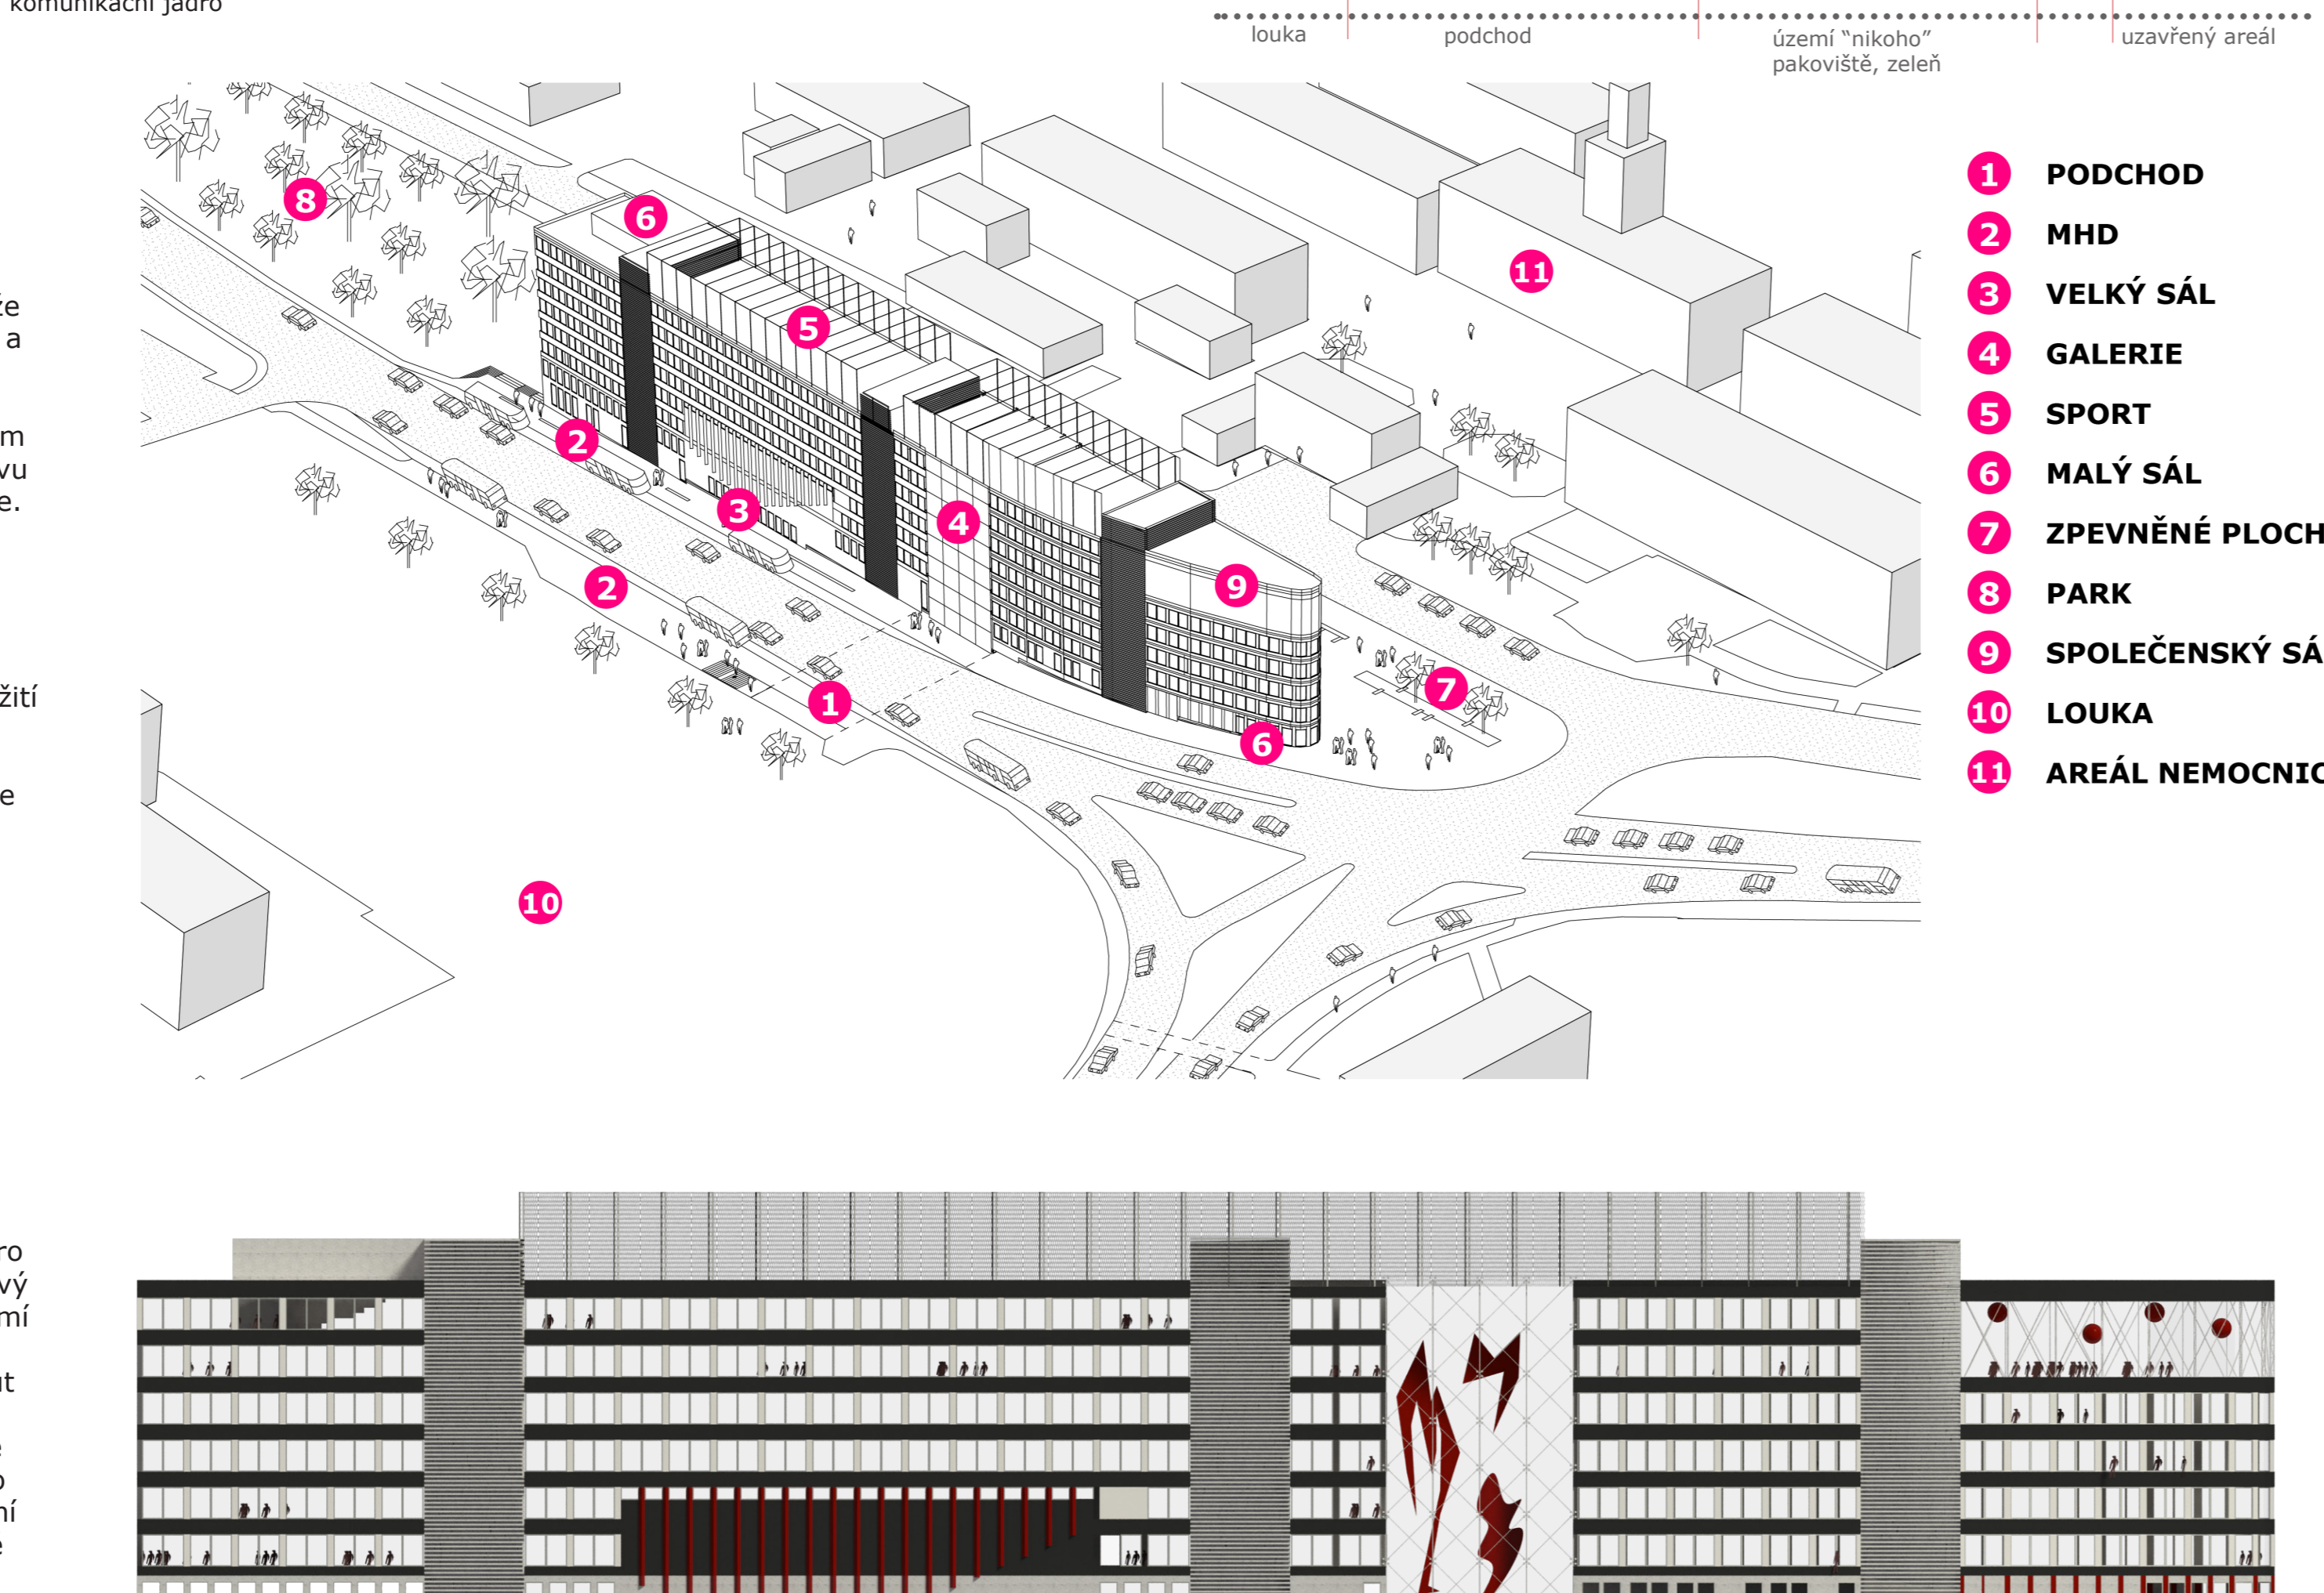 komunikační jádro
louka
podchod
území “nikoho”
pakoviště, zeleň
uzavřený areál
a
e.
žití
8
6
5
11
2
4
3
2
9
1
7
6
10
1 PODCHOD
2 MHD
3 VELKÝ SÁL
4 GALERIE
5 SPORT
6 MALÝ SÁL
7 ZPEVNĚNÉ PLOCH
8 PARK
9 SPOLEČENSKÝ SÁ
10 LOUKA
11 AREÁL NEMOCNIC